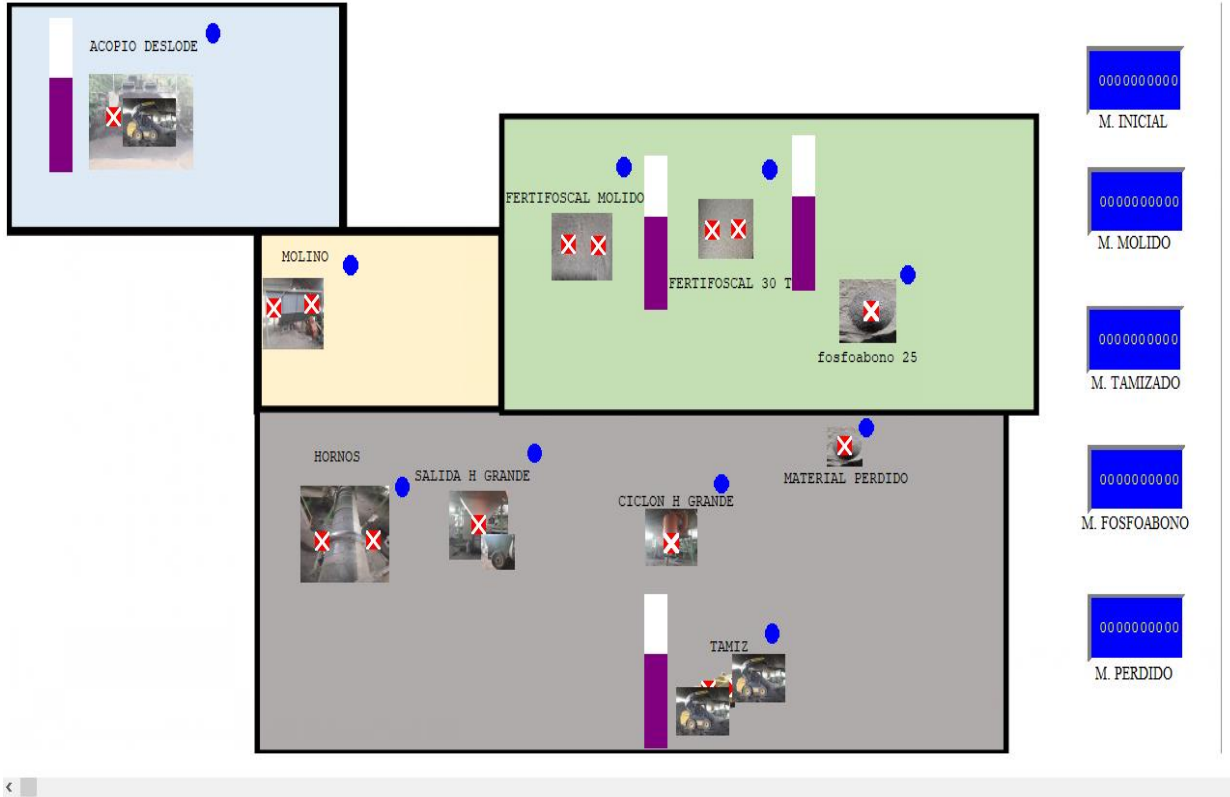 ACOPIO DESLODE
0000000000
M. INICIAL
FERTIFOSCAL MOLIDO
0000000000
M. MOLIDO
MOLINO
FERTIFOSCAL 30 T
fosfoabono 25
0000000000
M. TAMIZADO
HORNOS
SALIDA H GRANDE
CICLON H GRANDE
MATERIAL PERDIDO
0000000000
M. FOSFOABONO
TAMIZ
0000000000
M. PERDIDO